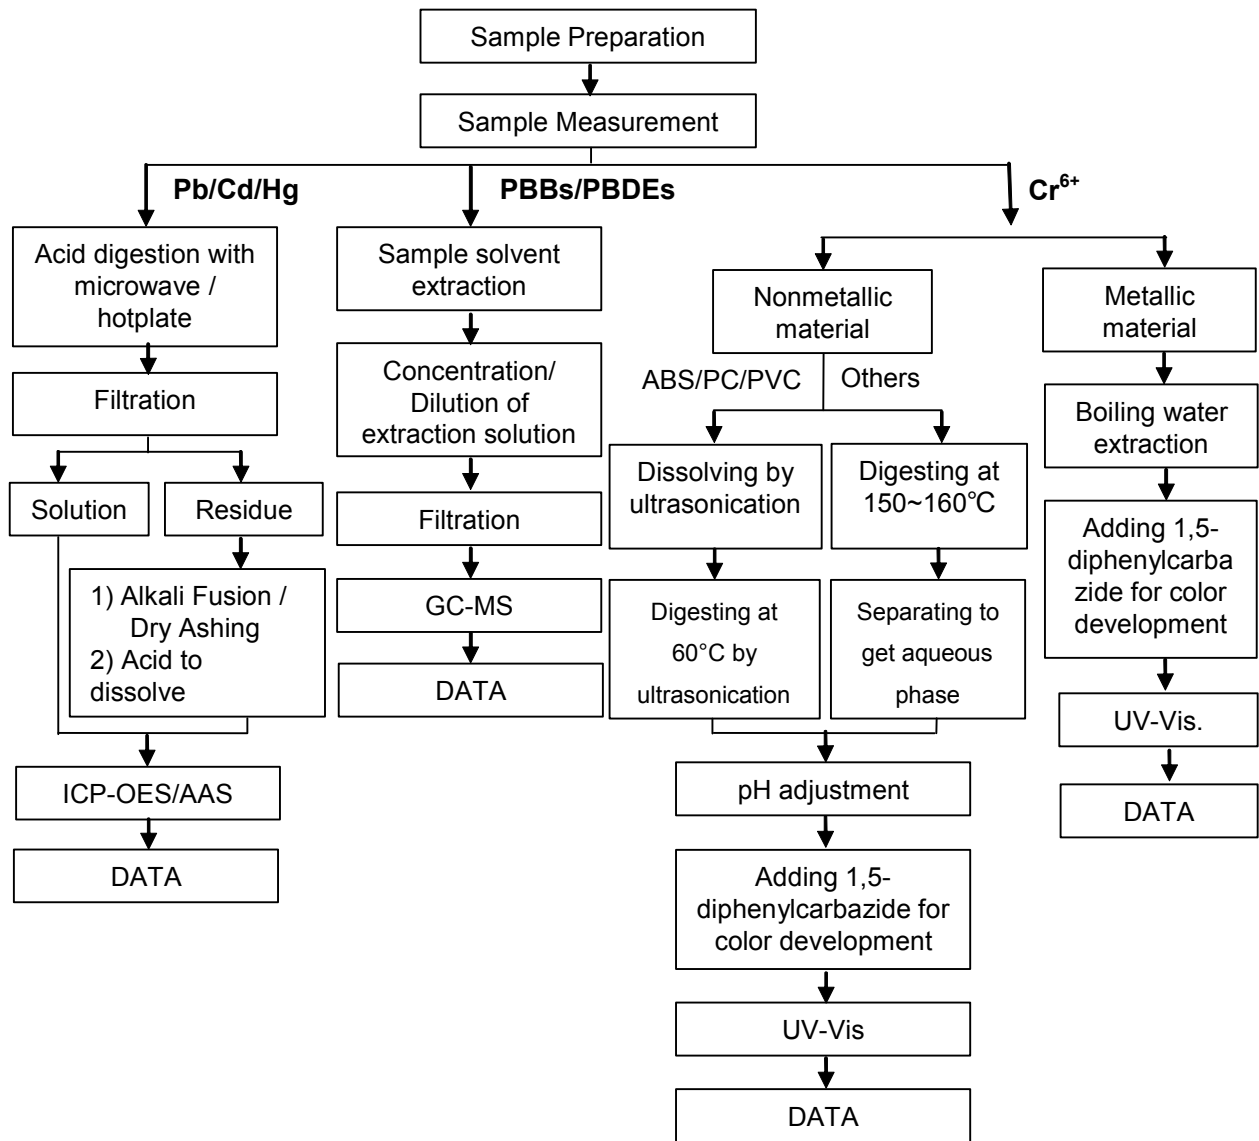 Sample Preparation
Sample Measurement
Pb/Cd/Hg
PBBs/PBDEs
Cr6+
Acid digestion with
microwave /
hotplate
Filtration
Solution
Residue
1) Alkali Fusion /
Dry Ashing
2) Acid to
dissolve
ICP-OES/AAS
DATA
Sample solvent
extraction
Concentration/
Dilution of
extraction solution
Filtration
GC-MS
DATA
Nonmetallic
material
ABS/PC/PVC
Others
Dissolving by
ultrasonication
Digesting at
150~160℃
Digesting at
60°C by
ultrasonication
Separating to
get aqueous
phase
pH adjustment
Adding 1,5-
diphenylcarbazide for
color development
UV-Vis
DATA
Metallic
material
Boiling water
extraction
Adding 1,5-
diphenylcarba
zide for color
development
UV-Vis.
DATA